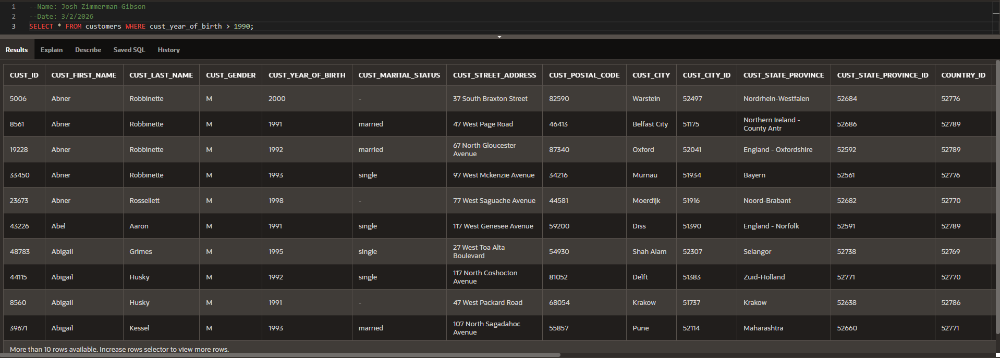 1 --Name: Josh Zimmerman-Gibson
2 --Date: 3/2/2026
3 SELECT * FROM customers WHERE cust_year_of_birth > 1990;
Results Explain Describe Saved SQL History
CUST_ID CUST_FIRST_NAME CUST_LAST_NAME CUST_GENDER CUST_YEAR_OF_BIRTH CUST_MARITAL_STATUS CUST_STREET_ADDRESS CUST_POSTAL_CODE CUST_CITY CUST_CITY_ID CUST_STATE_PROVINCE CUST_STATE_PROVINCE_ID COUNTRY_ID
5006 Abner Robbinette M 2000 - 37 South Braxton Street 82590 Warstein 52497 Nordrhein-Westfalen 52684 52776
8561 Abner Robbinette M 1991 married 47 West Page Road 46413 Belfast City 51175 Northern Ireland - County Antr 52686 52789
19228 Abner Robbinette M 1992 married 67 North Gloucester Avenue 87340 Oxford 52041 England - Oxfordshire 52592 52789
33450 Abner Robbinette M 1993 single 97 West Mckenzie Avenue 34216 Murnau 51934 Bayern 52561 52776
23673 Abner Rossellett M 1998 - 77 West Saguache Avenue 44581 Moerdijk 51916 Noord-Brabant 52682 52770
43226 Abel Aaron M 1991 single 117 West Genesee Avenue 59200 Diss 51390 England - Norfolk 52591 52789
48783 Abigail Grimes M 1995 single 27 West Toa Alta Boulevard 54930 Shah Alam 52307 Selangor 52738 52769
44115 Abigail Husky M 1992 single 117 North Coshocton Avenue 81052 Delft 51383 Zuid-Holland 52771 52770
8560 Abigail Husky M 1991 - 47 West Packard Road 68054 Krakow 51737 Krakow 52638 52786
39671 Abigail Kessel M 1993 married 107 North Sagadahoc Avenue 55857 Pune 52114 Maharashtra 52660 52771
More than 10 rows available. Increase rows selector to view more rows.